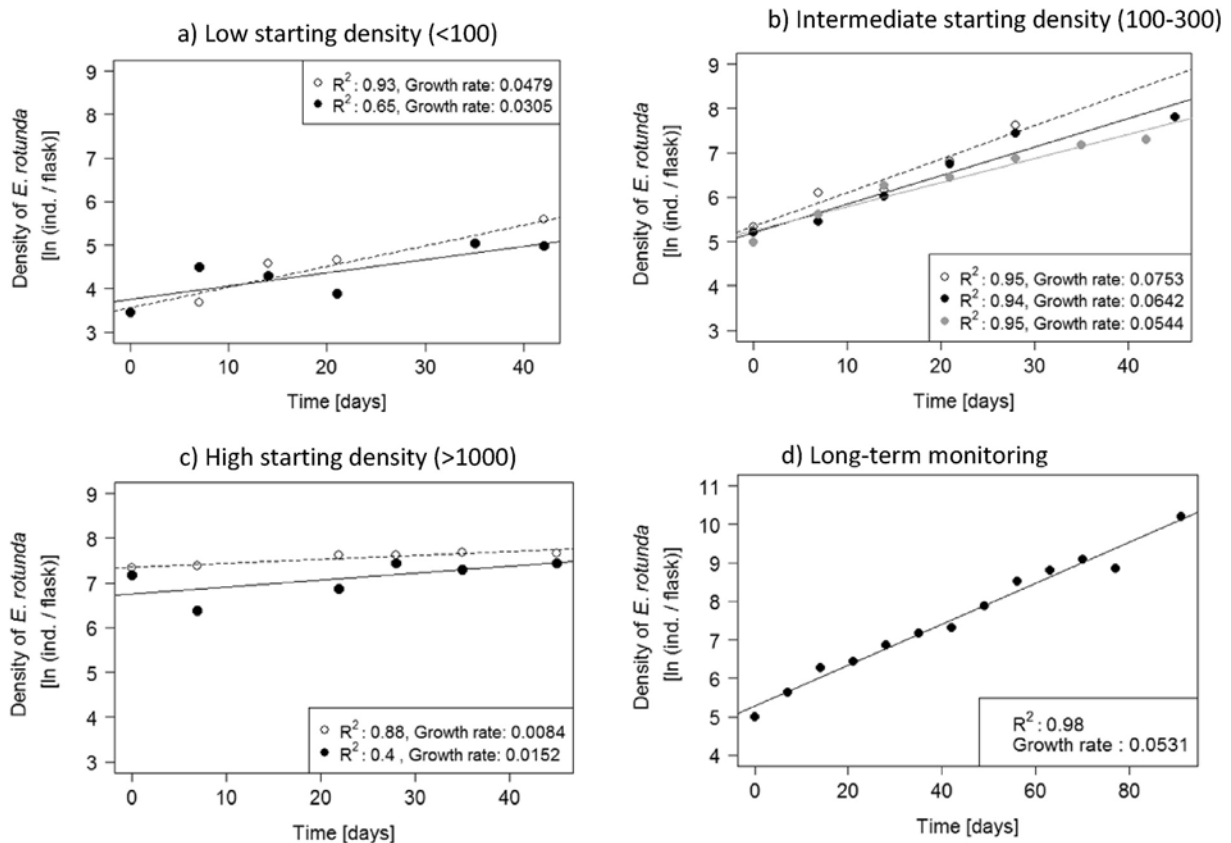 a) Low starting density (<100)
R²: 0.93, Growth rate: 0.0479
R²: 0.65, Growth rate: 0.0305
Density of E. rotunda
[ln (ind. / flask)]
9
8
7
6
5
4
3
0
10
20
30
40
Time [days]
b) Intermediate starting density (100-300)
Density of E. rotunda
[ln (ind. / flask)]
9
8
7
6
5
4
3
R²: 0.95, Growth rate: 0.0753
R²: 0.94, Growth rate: 0.0642
R²: 0.95, Growth rate: 0.0544
0
10
20
30
40
Time [days]
c) High starting density (>1000)
Density of E. rotunda
[ln (ind. / flask)]
9
8
7
6
5
4
3
R²: 0.88, Growth rate: 0.0084
R²: 0.4 , Growth rate: 0.0152
0
10
20
30
40
Time [days]
d) Long-term monitoring
Density of E. rotunda
[ln (ind. / flask)]
11
10
9
8
7
6
5
4
R²: 0.98
Growth rate : 0.0531
0
20
40
60
80
Time [days]